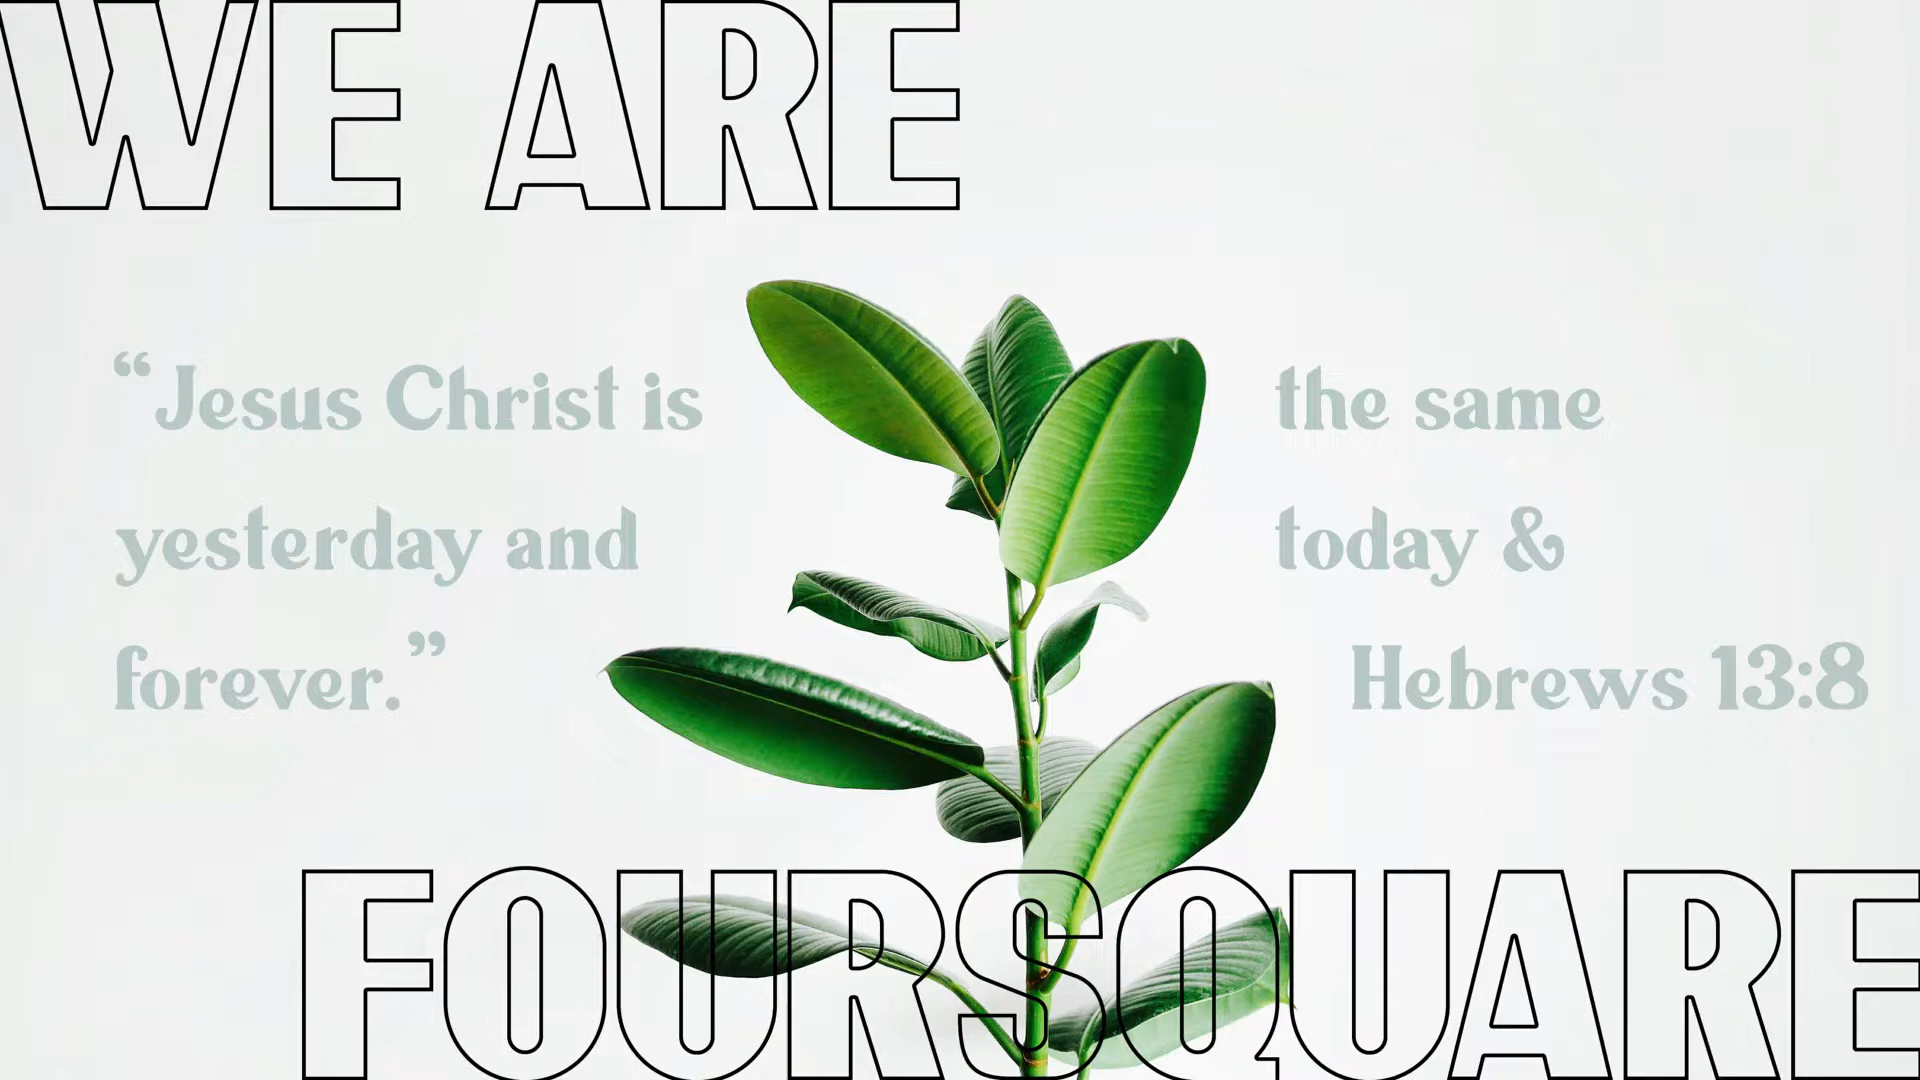 WE ARE
“Jesus Christ is the same
yesterday and today &
forever.” Hebrews 13:8
FOURSQUARE